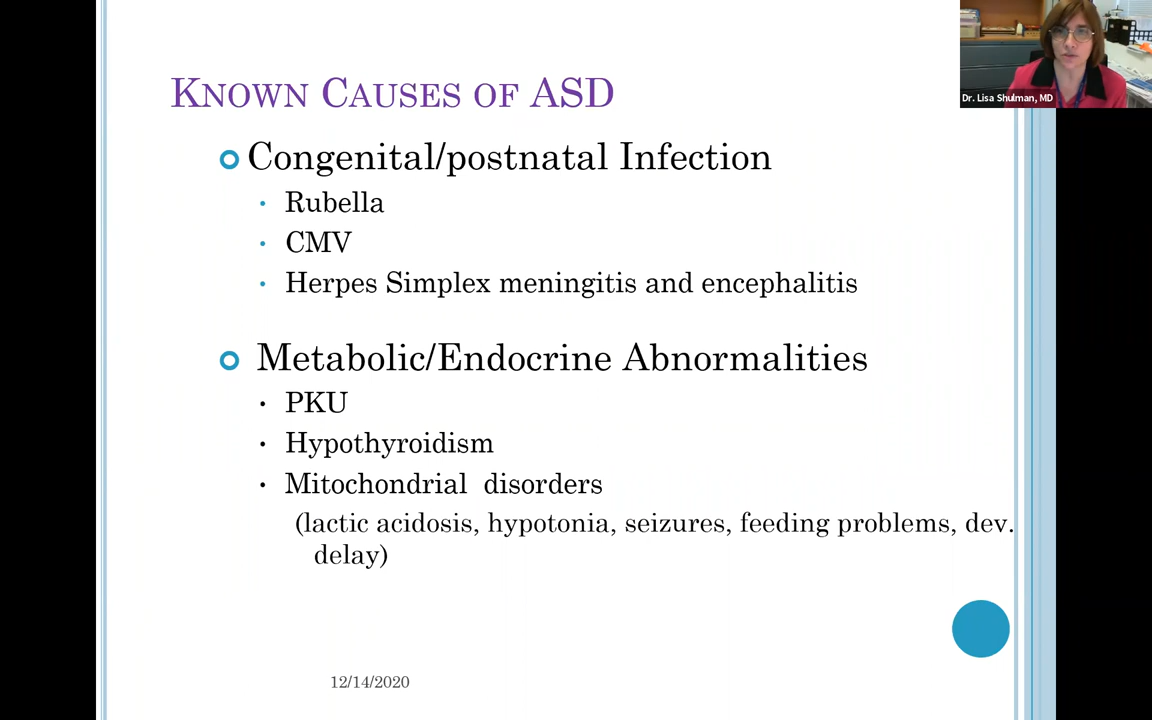 Dr. Lisa Shulman, MD
KNOWN CAUSES OF ASD
Congenital/postnatal Infection
Rubella
CMV
Herpes Simplex meningitis and encephalitis
Metabolic/Endocrine Abnormalities
PKU
Hypothyroidism
Mitochondrial disorders
(lactic acidosis, hypotonia, seizures, feeding problems, dev.
delay)
12/14/2020